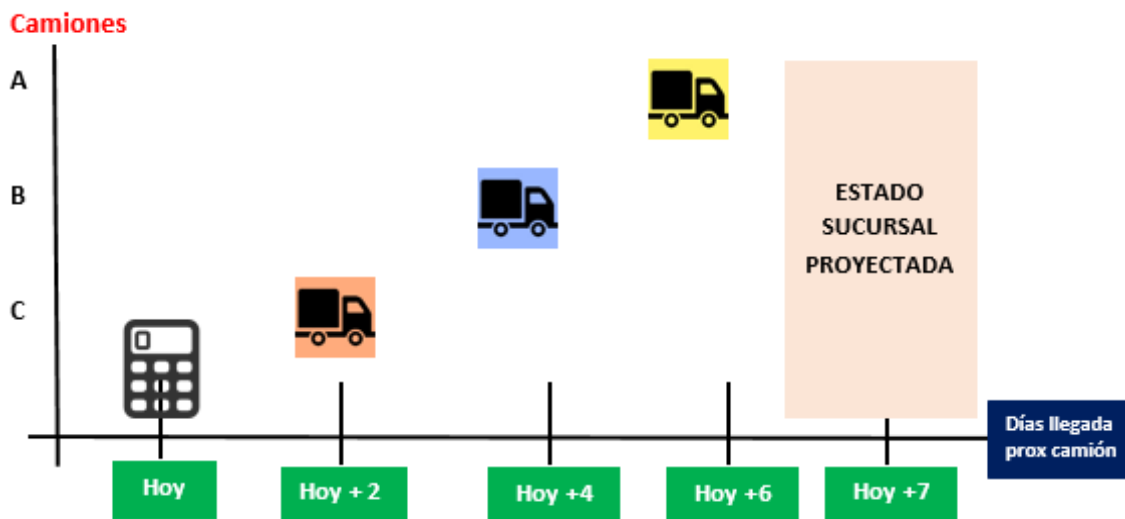 Camiones
A
B
C
ESTADO
SUCURSAL
PROYECTADA
Días llegada
prox camión
Hoy
Hoy + 2
Hoy +4
Hoy +6
Hoy +7